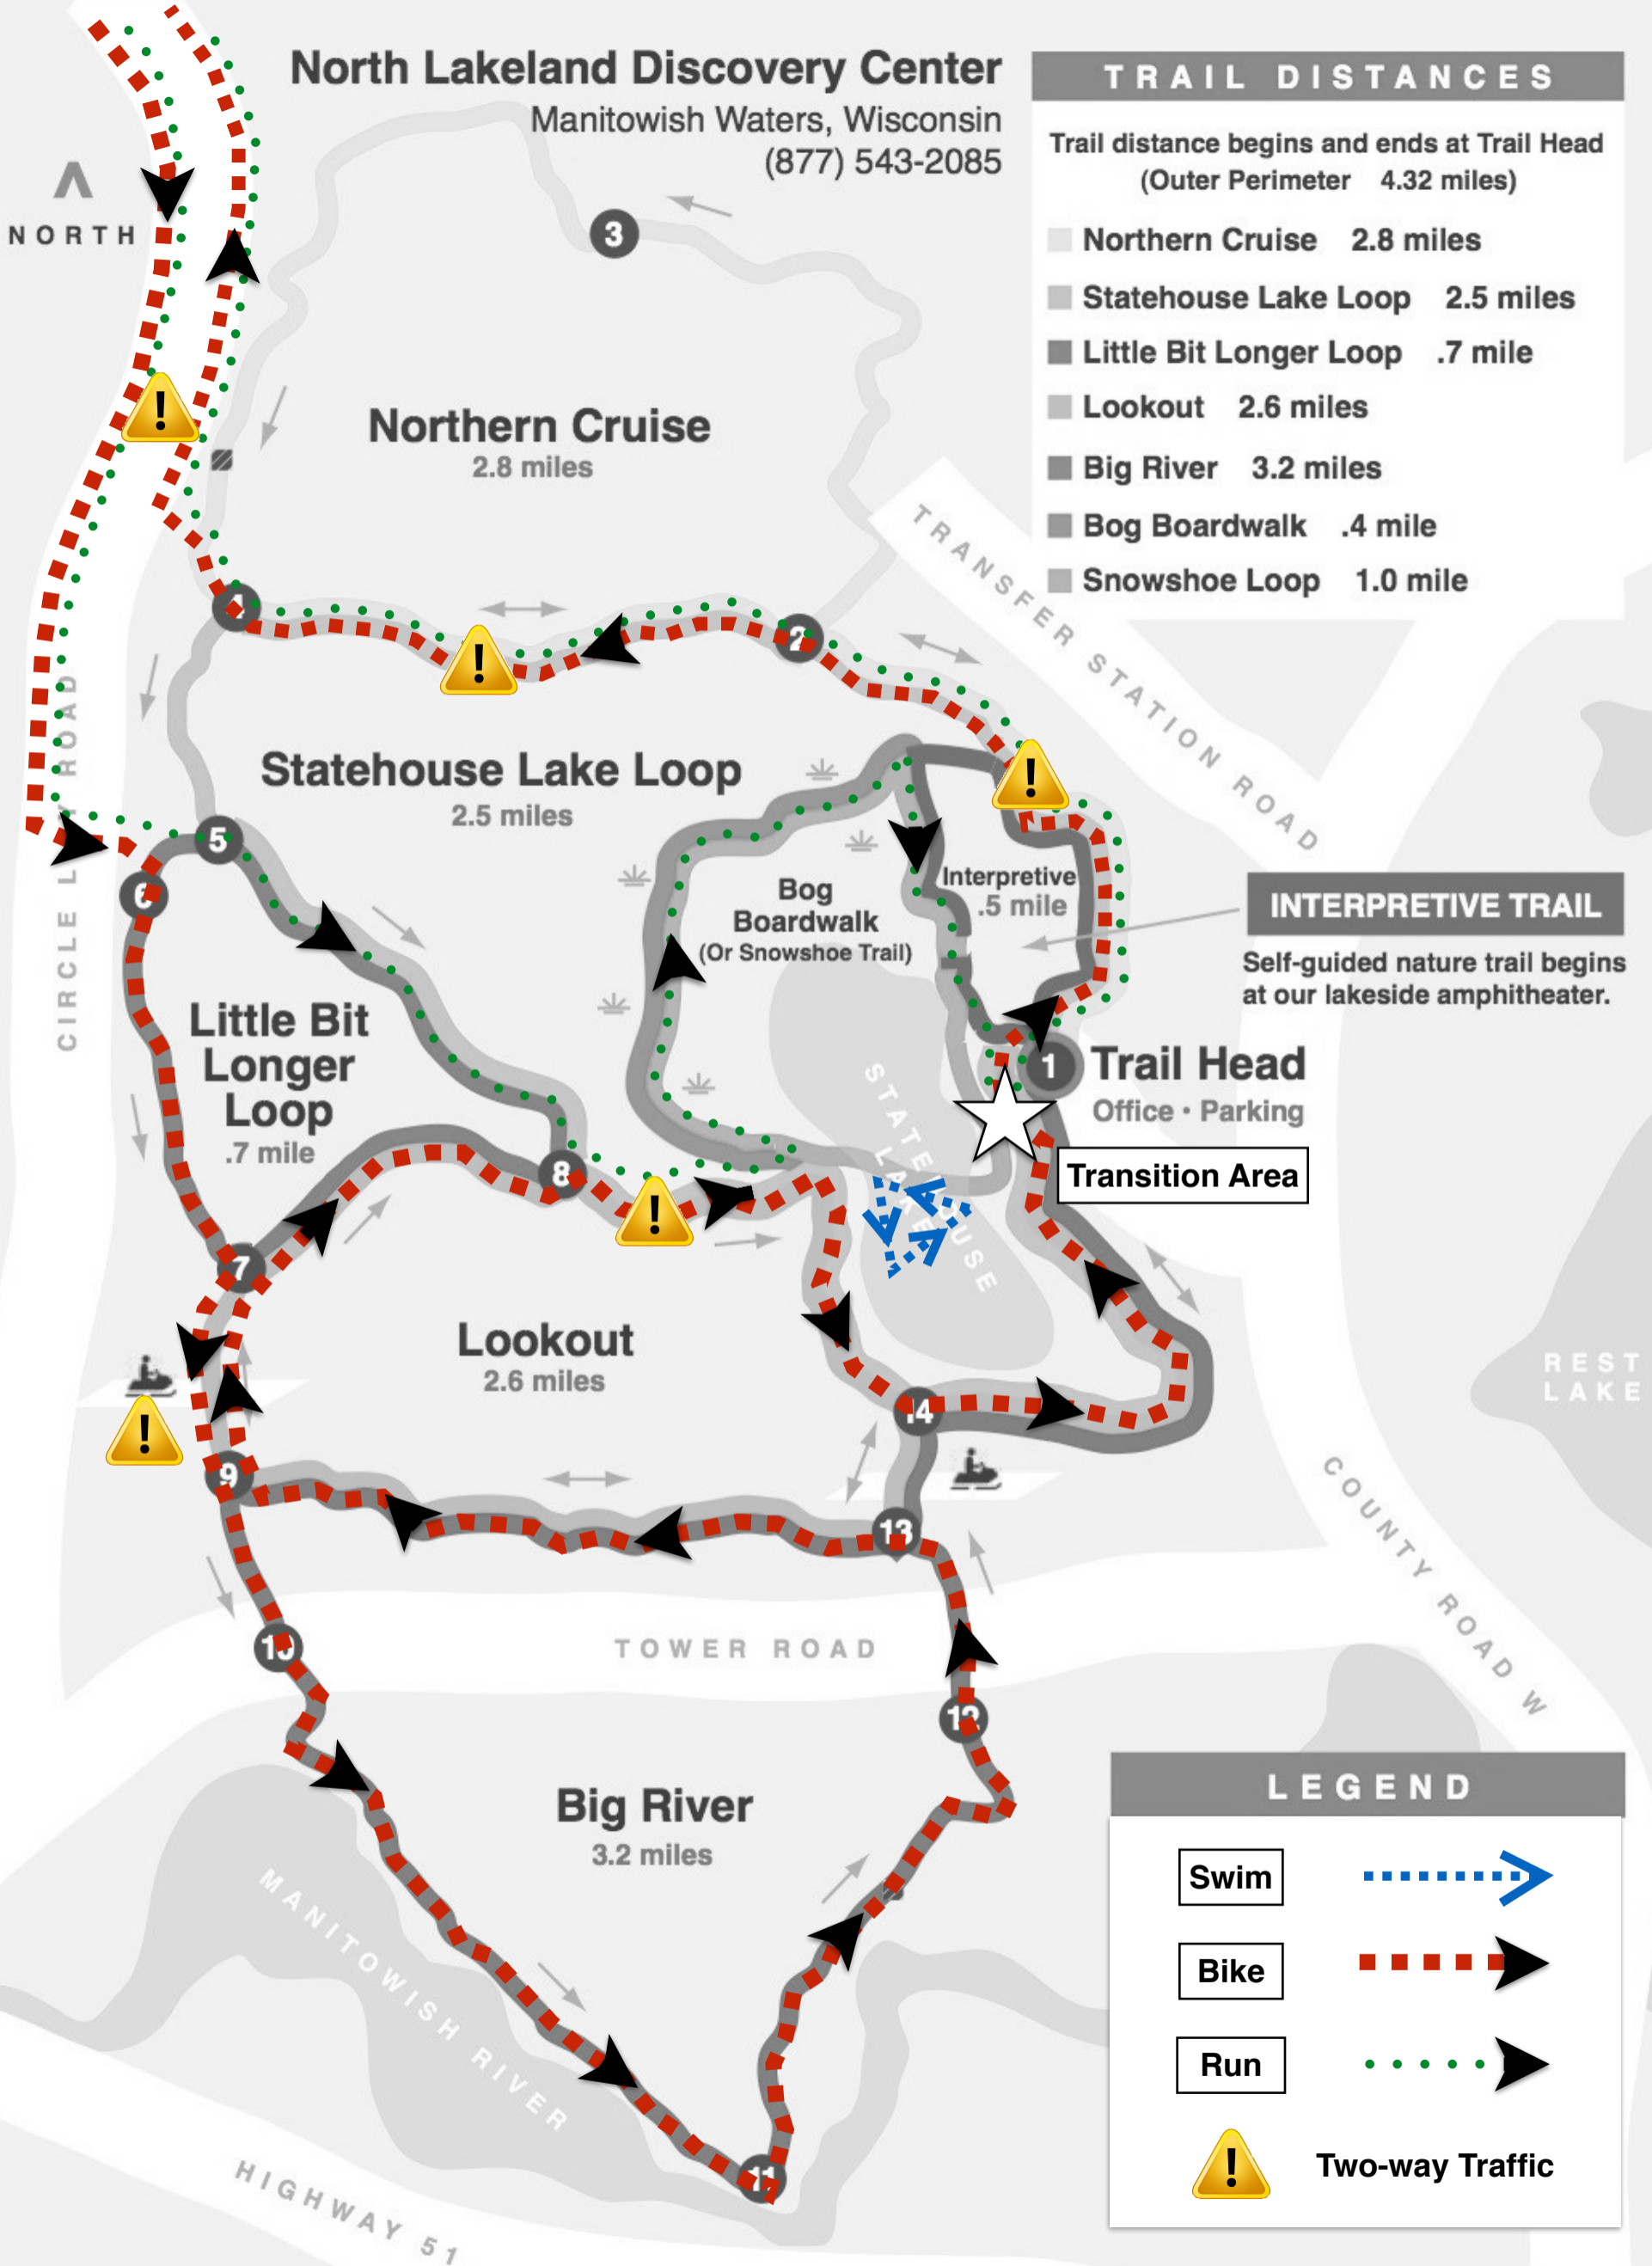 North Lakeland Discovery Center
Manitowish Waters, Wisconsin
(877) 543-2085
NORTH
TRAIL DISTANCES
Trail distance begins and ends at Trail Head
(Outer Perimeter 4.32 miles)
Northern Cruise 2.8 miles
Statehouse Lake Loop 2.5 miles
Little Bit Longer Loop .7 mile
Lookout 2.6 miles
Big River 3.2 miles
Bog Boardwalk .4 mile
Snowshoe Loop 1.0 mile
3
Northern Cruise
2.8 miles
TRANSFER STATION ROAD
4
2
Statehouse Lake Loop
2.5 miles
5
6
CIRCLE LILY ROAD
Bog
Boardwalk
(Or Snowshoe Trail)
Interpretive
.5 mile
INTERPRETIVE TRAIL
Self-guided nature trail begins
at our lakeside amphitheater.
Little Bit
Longer
Loop
.7 mile
1
Trail Head
Office • Parking
Transition Area
STATEHOUSE
LAKE
8
7
Lookout
2.6 miles
REST
LAKE
14
9
13
COUNTY ROAD W
10
TOWER ROAD
12
Big River
3.2 miles
MANITOWISH RIVER
11
HIGHWAY 51
LEGEND
Swim
Bike
Run
! Two-way Traffic